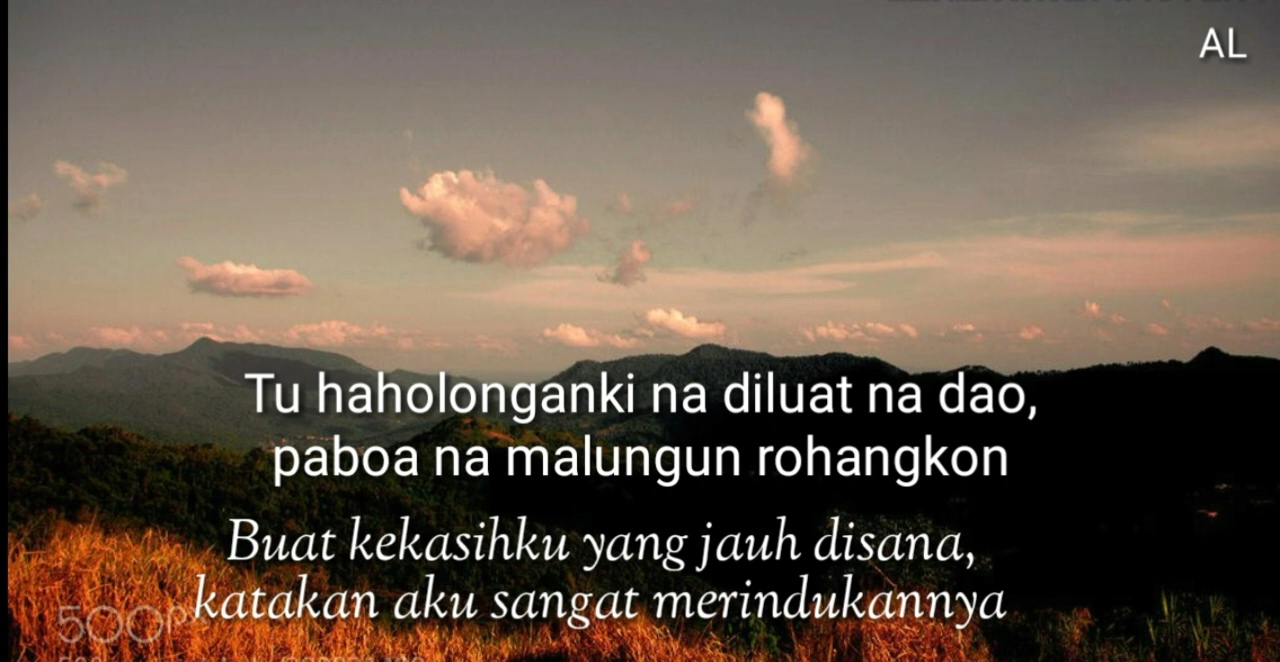 AL
Tu haholonganki na diluat na dao,
paboa na malungun rohangkon
Buat kekasihku yang jauh disana,
katakan aku sangat merindukannya
500P